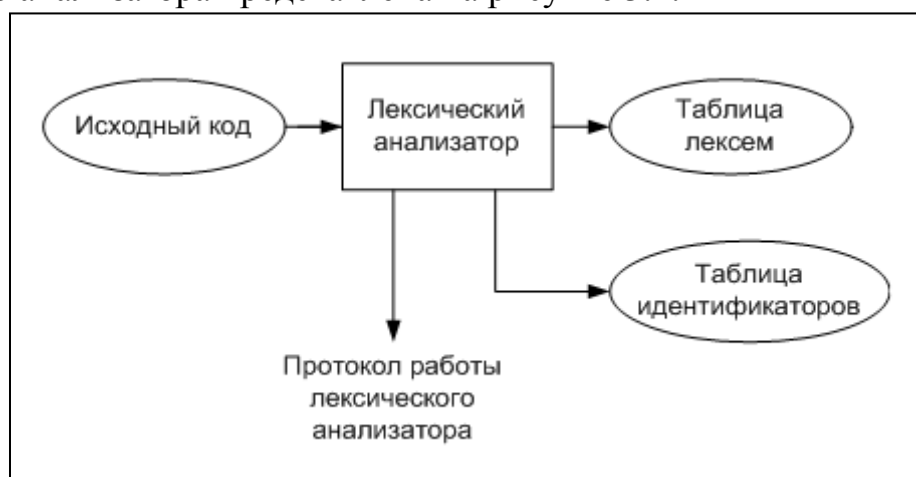 Исходный код
Лексический
анализатор
Таблица
лексем
Таблица
идентификаторов
Протокол работы
лексического
анализатора